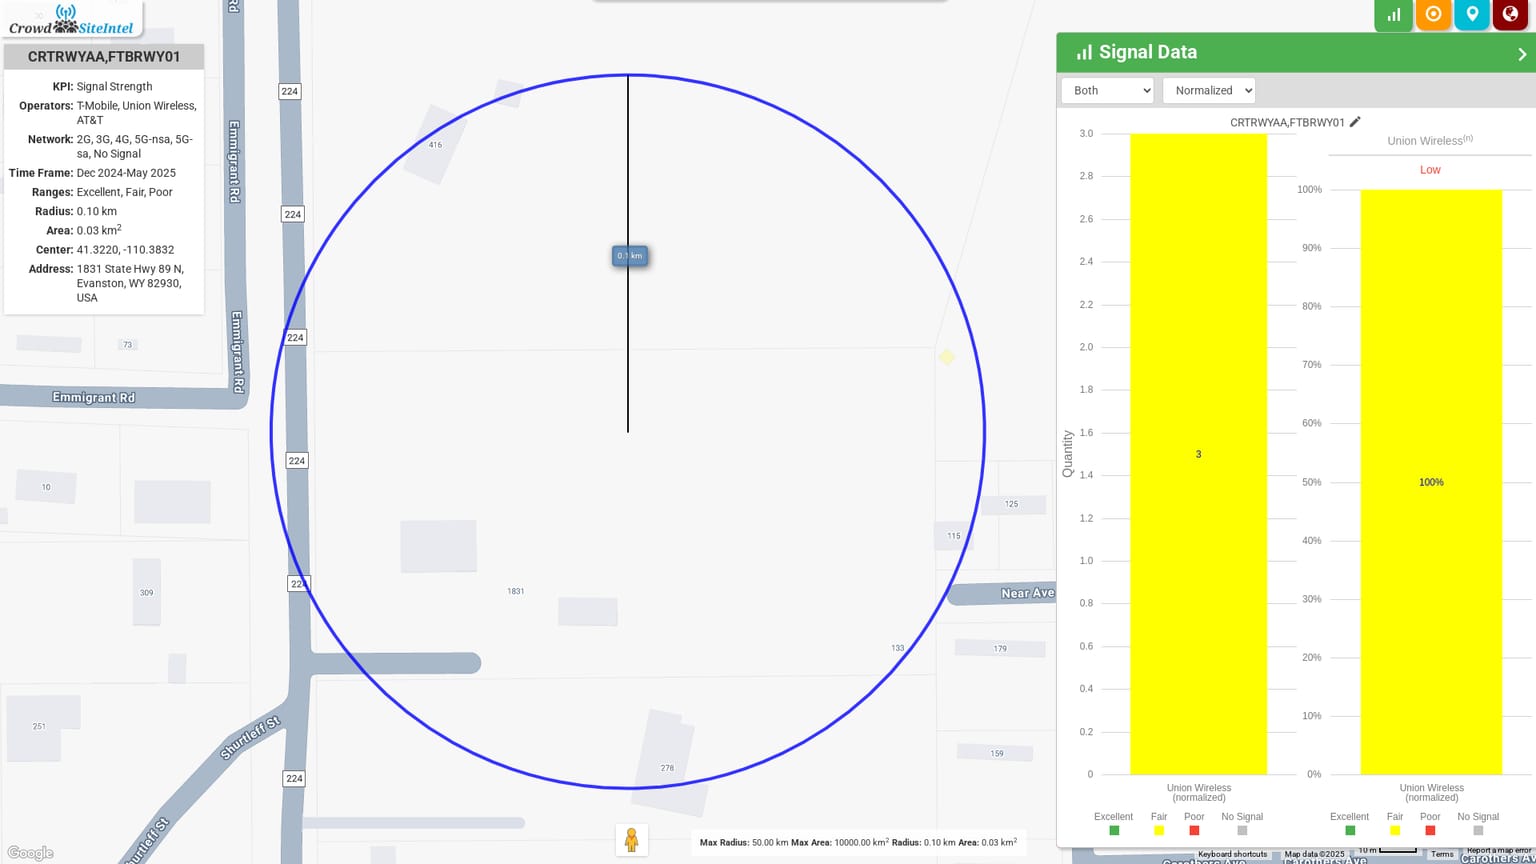 Crowd SiteIntel
CRTRWYAA,FTBRWY01
KPI: Signal Strength
Operators: T-Mobile, Union Wireless,
AT&T
Network: 2G, 3G, 4G, 5G-nsa, 5G-
sa, No Signal
Time Frame: Dec 2024-May 2025
Ranges: Excellent, Fair, Poor
Radius: 0.10 km
Area: 0.03 km²
Center: 41.3220, -110.3832
Address: 1831 State Hwy 89 N,
Evanston, WY 82930,
USA
Rd
224
Emmigrant Rd
416
224
0.1 km
Emmigrant Rd
224
73
Emmigrant Rd
224
10
125
115
224
309
1831
Near Ave
133
179
251
Shurtleff St
159
278
224
Shurtleff St
Google
Max Radius: 50.00 km Max Area: 10000.00 km² Radius: 0.10 km Area: 0.03 km²
Signal Data
Both
Normalized
CRTRWYAA,FTBRWY01
Quantity
3.0
2.8
2.6
2.4
2.2
2.0
1.8
1.6
1.4
1.2
1.0
0.8
0.6
0.4
0.2
0
3
Union Wireless
(normalized)
Excellent Fair Poor No Signal
Union Wireless(n)
Low
100%
90%
80%
70%
60%
50%
40%
30%
20%
10%
0%
100%
Union Wireless
(normalized)
Excellent Fair Poor No Signal
Keyboard shortcuts Map data ©2025 10 m Terms Report a map error
Carothers Ave